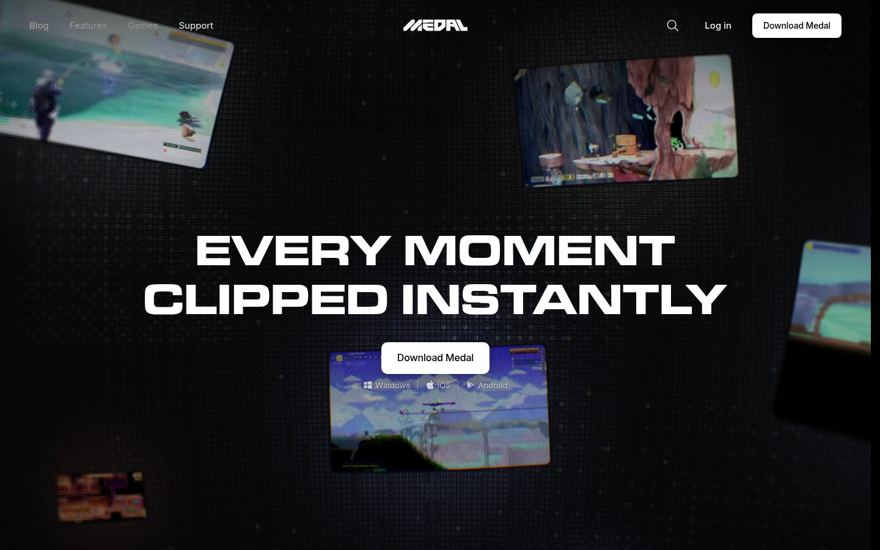 Blog
Features
Games
Support
MEDAL
Log in
Download Medal
EVERY MOMENT
CLIPPED INSTANTLY
Download Medal
Windows
iOS
Android